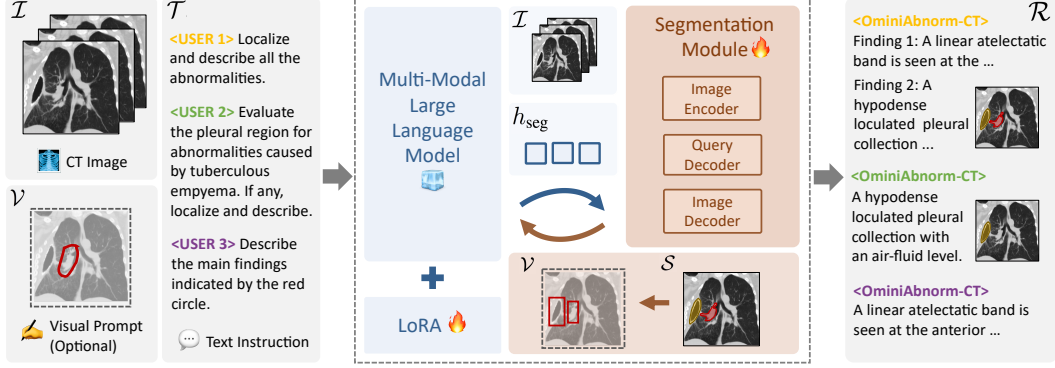 I
CT Image
V
Visual Prompt
(Optional)
T
<USER 1> Localize
and describe all the
abnormalities.
<USER 2> Evaluate
the pleural region for
abnormalities caused
by tuberculous
empyema. If any,
localize and describe.
<USER 3> Describe
the main findings
indicated by the red
circle.
Text Instruction
Multi-Modal
Large
Language
Model
LoRA
I
h_seg
Segmentation
Module
Image
Encoder
Query
Decoder
Image
Decoder
V
S
R
<OminiAbnorm-CT>
Finding 1: A linear atelectatic
band is seen at the ...
Finding 2: A
hypodense
loculated pleural
collection ...
<OminiAbnorm-CT>
A hypodense
loculated pleural
collection with
an air-fluid level.
<OminiAbnorm-CT>
A linear atelectatic band is
seen at the anterior ...